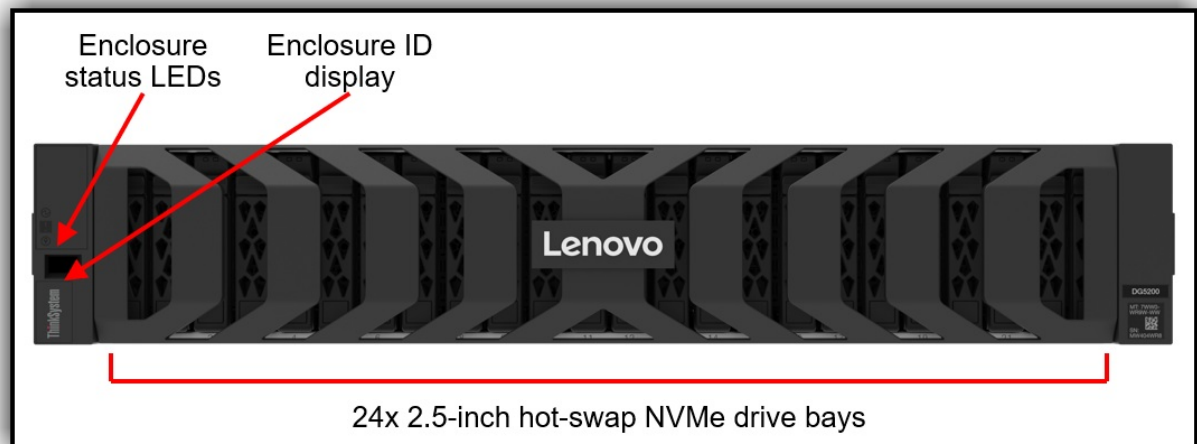 Enclosure
status LEDs
Enclosure ID
display
Lenovo
ThinkSystem
DG5200
24x 2.5-inch hot-swap NVMe drive bays